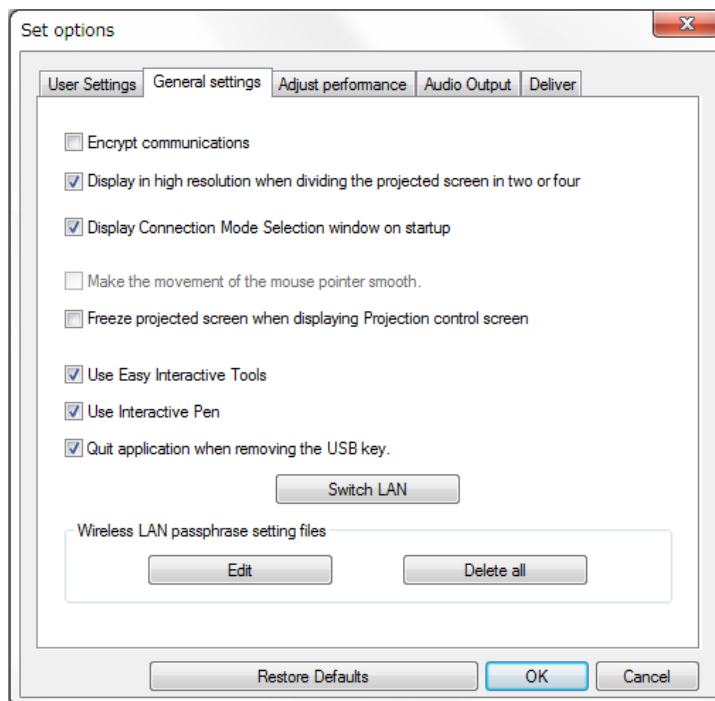 Set options
User Settings
General settings
Adjust performance
Audio Output
Deliver
Encrypt communications
Display in high resolution when dividing the projected screen in two or four
Display Connection Mode Selection window on startup
Make the movement of the mouse pointer smooth.
Freeze projected screen when displaying Projection control screen
Use Easy Interactive Tools
Use Interactive Pen
Quit application when removing the USB key.
Switch LAN
Wireless LAN passphrase setting files
Edit
Delete all
Restore Defaults
OK
Cancel